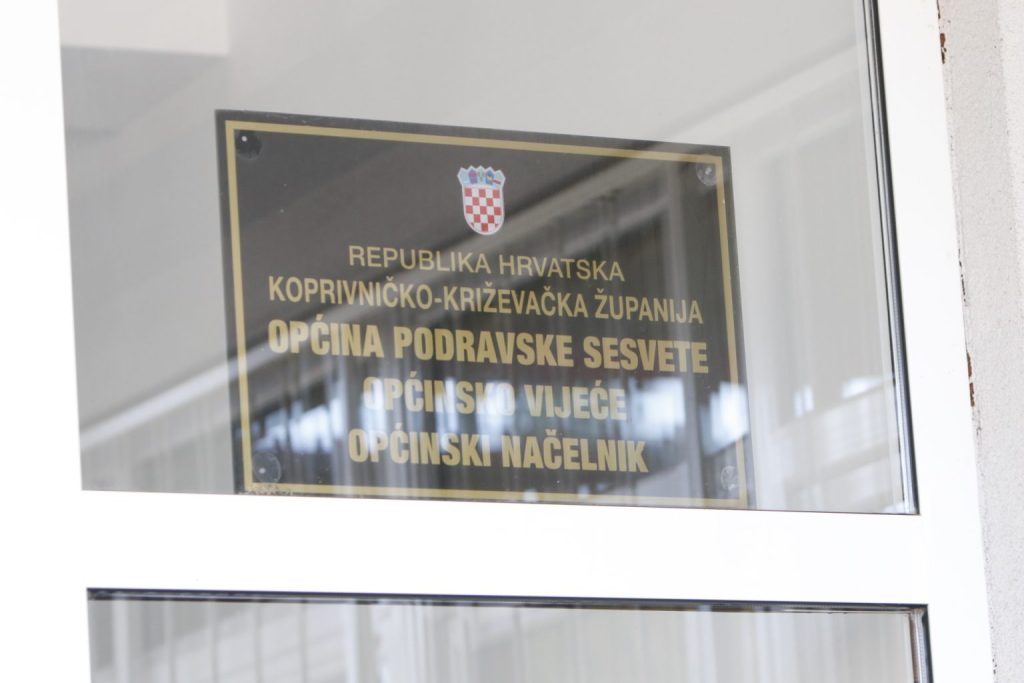 REPUBLIKA HRVATSKA
KOPRIVNIČKO-KRIŽEVAČKA ŽUPANIJA
OPĆINA PODRAVSKE SESVETE
OPĆINSKO VIJEĆE
OPĆINSKI NAČELNIK